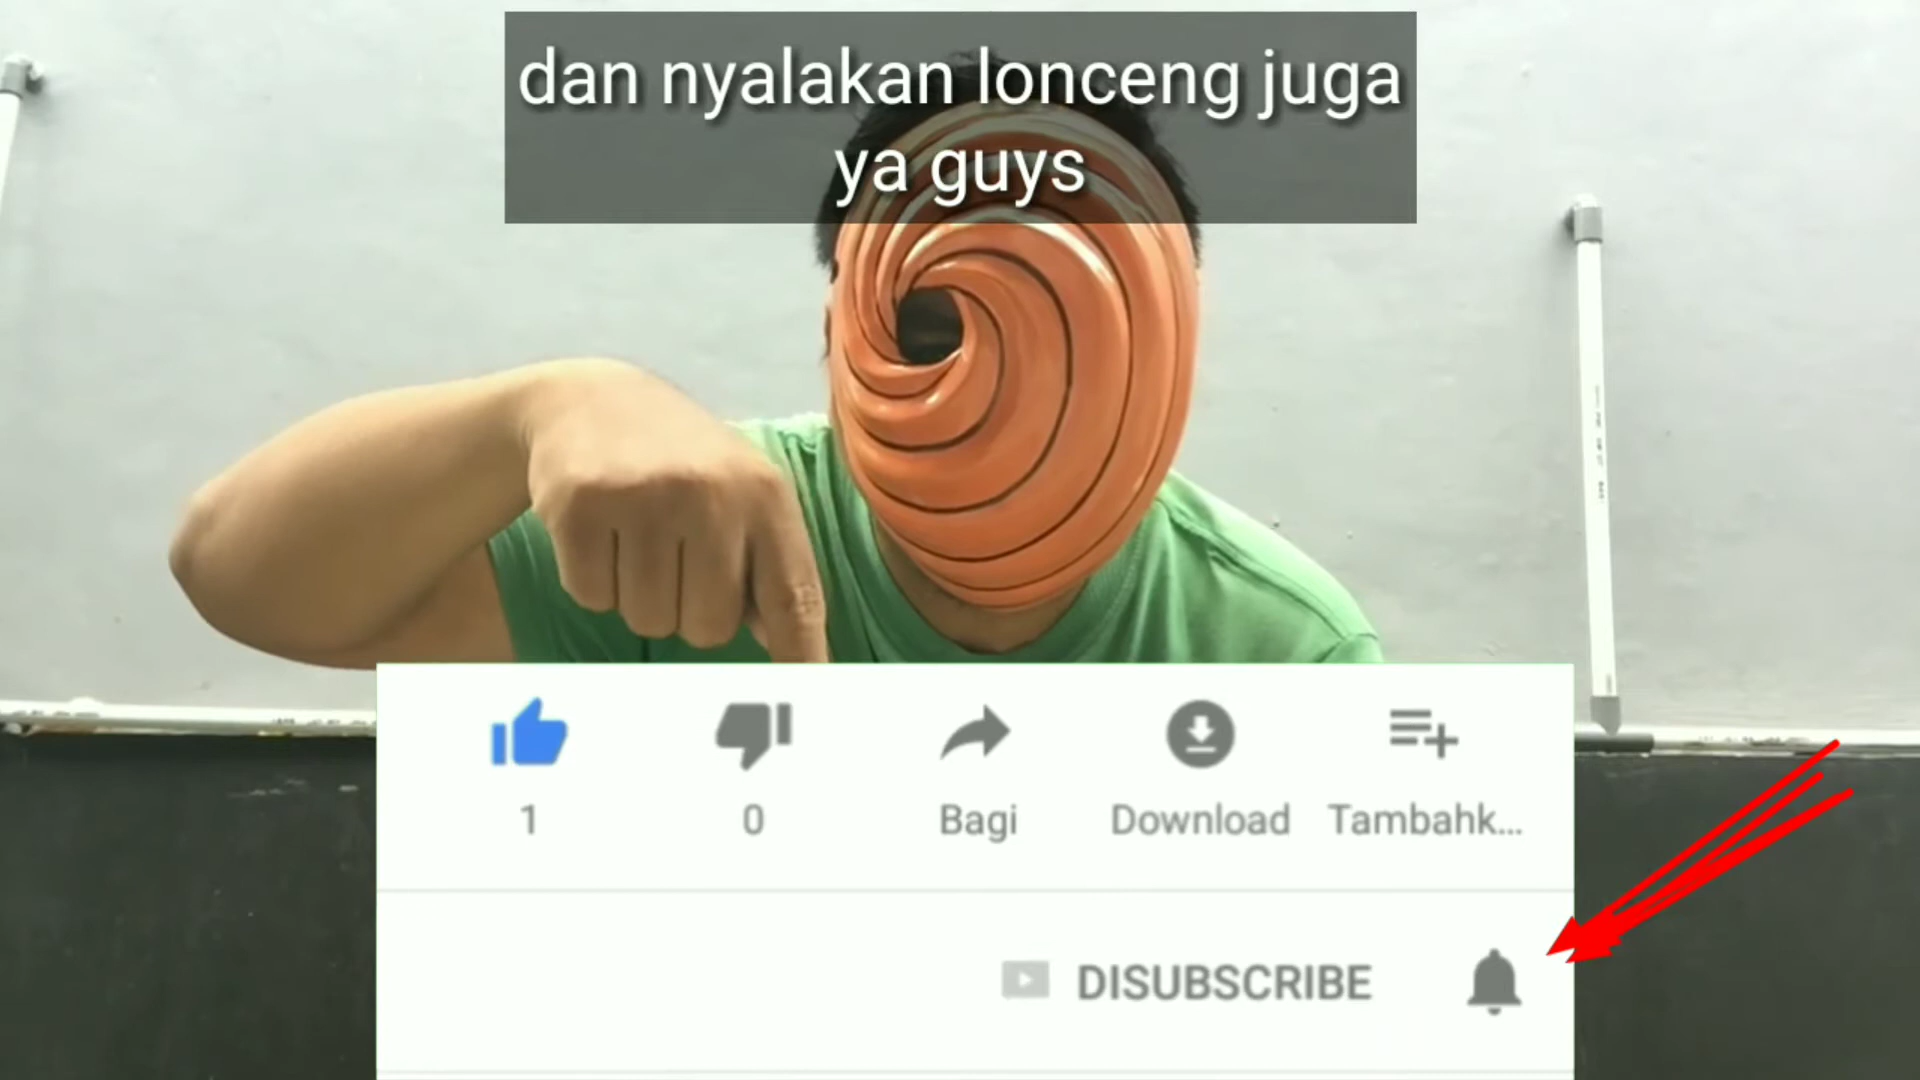 dan nyalakan lonceng juga
ya guys
1 0 Bagi Download Tambahk...
DISUBSCRIBE